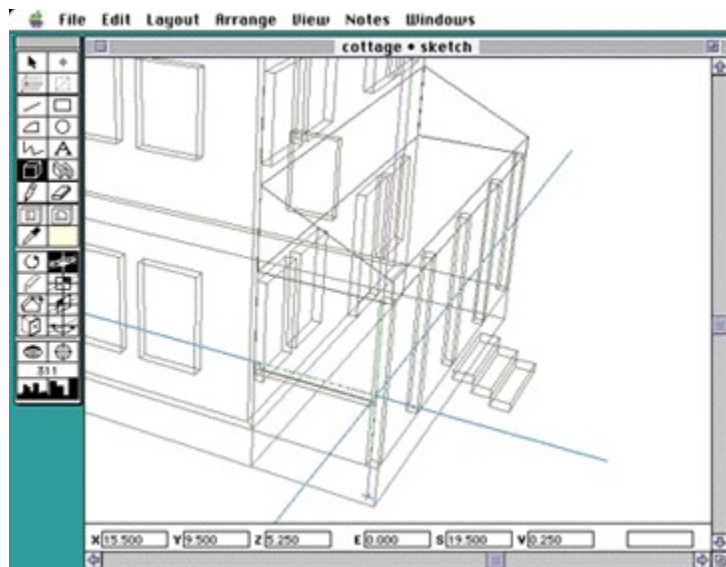 File Edit Layout Arrange View Notes Windows
cottage • sketch
A
311
X 15.500 Y 9.500 Z 5.250 E 0.000 S 19.500 V 0.250